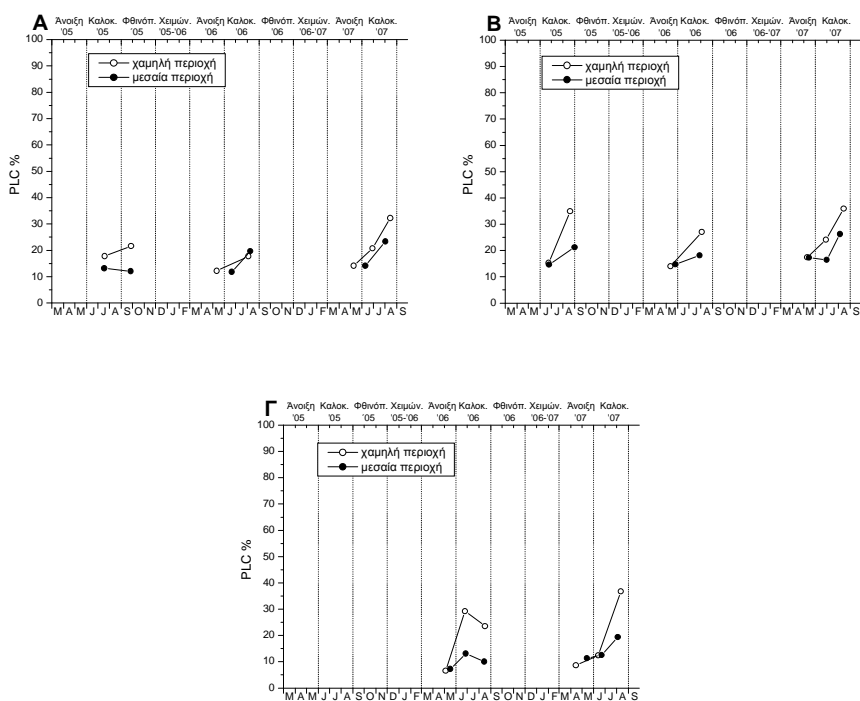 Α
Άνοιξη Καλοκ. Φθινόπ. Χειμών. Άνοιξη Καλοκ. Φθινόπ. Χειμών. Άνοιξη Καλοκ.
'05 '05 '05 '05-'06 '06 '06 '06 '06-'07 '07 '07
100
90
80
70
60
50
40
30
20
10
0
PLC %
χαμηλή περιοχή
μεσαία περιοχή
M A M J J A S O N D J F M A M J J A S O N D J F M A M J J A S
Β
Άνοιξη Καλοκ. Φθινόπ. Χειμών. Άνοιξη Καλοκ. Φθινόπ. Χειμών. Άνοιξη Καλοκ.
'05 '05 '05 '05-'06 '06 '06 '06 '06-'07 '07 '07
100
90
80
70
60
50
40
30
20
10
0
PLC %
χαμηλή περιοχή
μεσαία περιοχή
M A M J J A S O N D J F M A M J J A S O N D J F M A M J J A S
Γ
Άνοιξη Καλοκ. Φθινόπ. Χειμών. Άνοιξη Καλοκ. Φθινόπ. Χειμών. Άνοιξη Καλοκ.
'05 '05 '05 '05-'06 '06 '06 '06 '06-'07 '07 '07
100
90
80
70
60
50
40
30
20
10
0
PLC %
χαμηλή περιοχή
μεσαία περιοχή
M A M J J A S O N D J F M A M J J A S O N D J F M A M J J A S